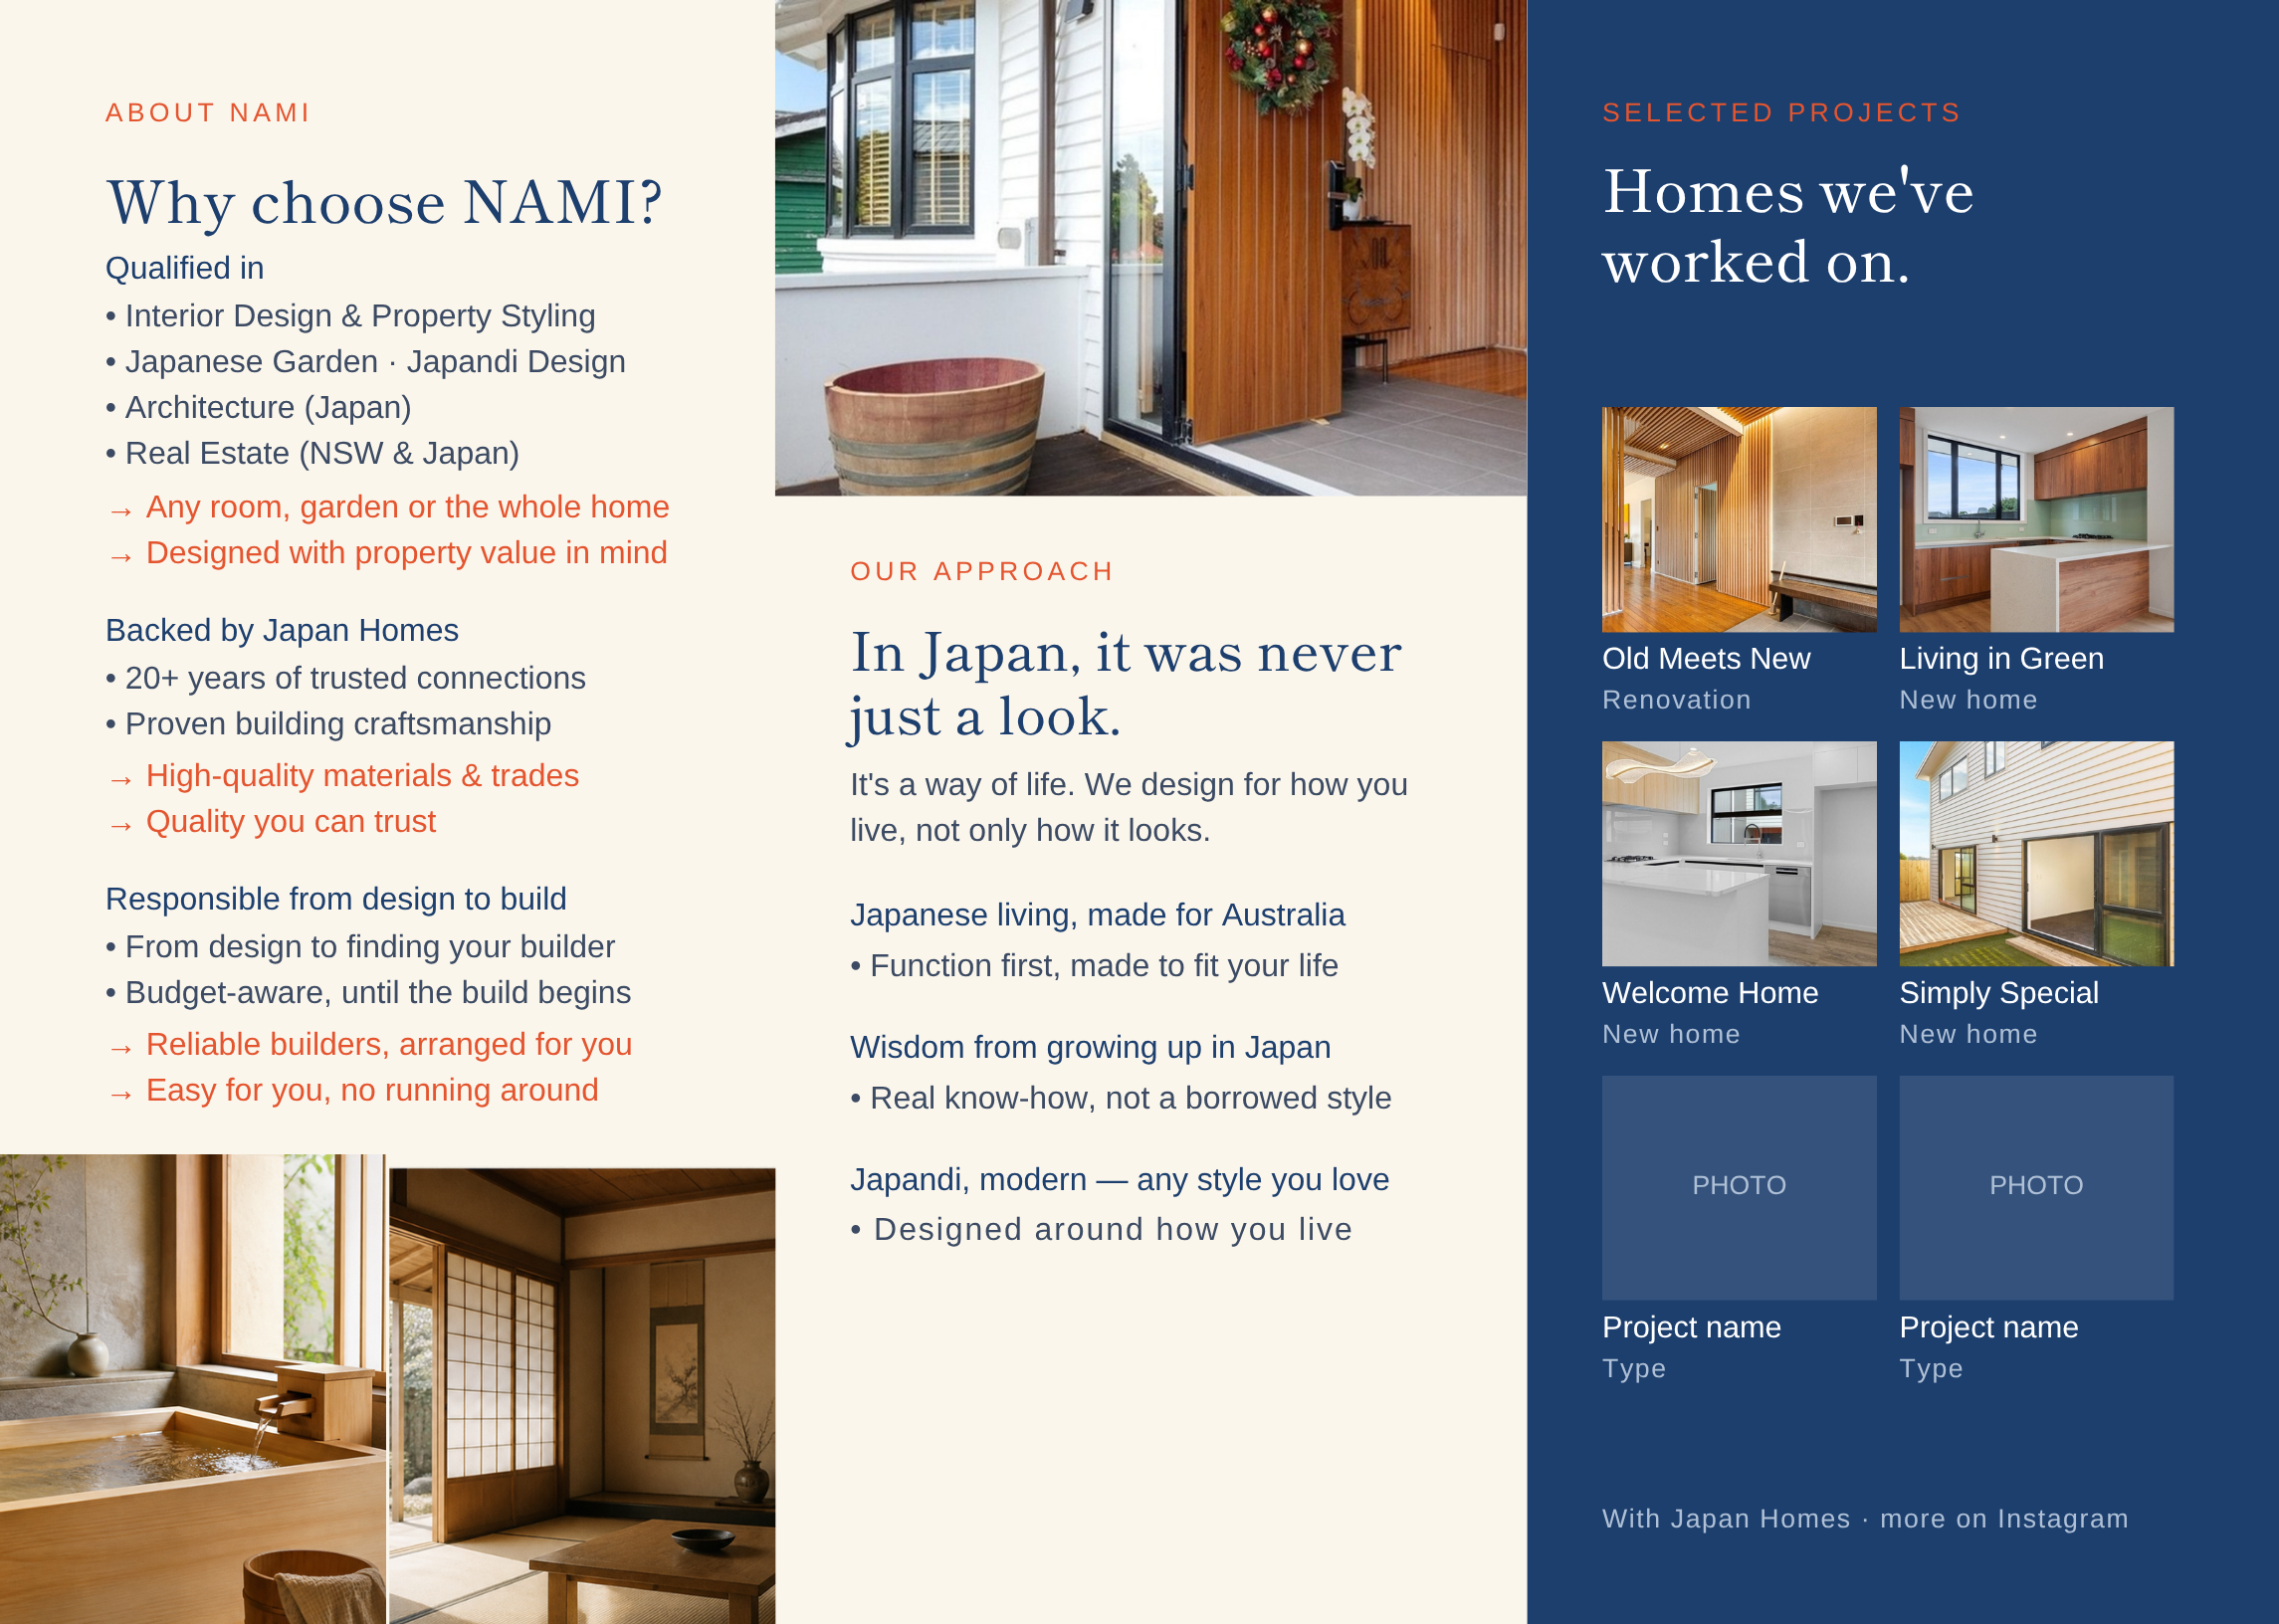 ABOUT NAMI
Why choose NAMI?
Qualified in
• Interior Design & Property Styling
• Japanese Garden · Japandi Design
• Architecture (Japan)
• Real Estate (NSW & Japan)
→ Any room, garden or the whole home
→ Designed with property value in mind
Backed by Japan Homes
• 20+ years of trusted connections
• Proven building craftsmanship
→ High-quality materials & trades
→ Quality you can trust
Responsible from design to build
• From design to finding your builder
• Budget-aware, until the build begins
→ Reliable builders, arranged for you
→ Easy for you, no running around
OUR APPROACH
In Japan, it was never
just a look.
It's a way of life. We design for how you
live, not only how it looks.
Japanese living, made for Australia
• Function first, made to fit your life
Wisdom from growing up in Japan
• Real know-how, not a borrowed style
Japandi, modern — any style you love
• Designed around how you live
SELECTED PROJECTS
Homes we've
worked on.
Old Meets New
Renovation
Living in Green
New home
Welcome Home
New home
Simply Special
New home
PHOTO
Project name
Type
PHOTO
Project name
Type
With Japan Homes · more on Instagram